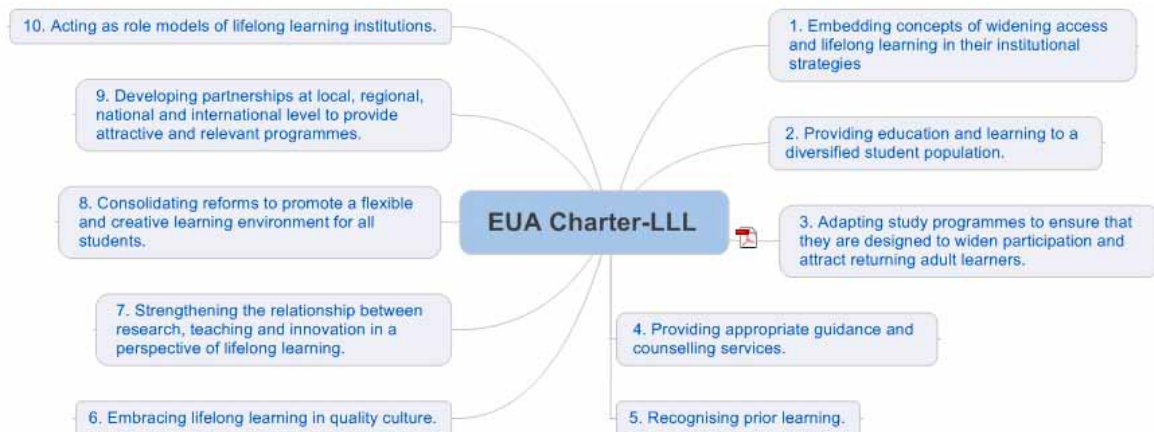 10. Acting as role models of lifelong learning institutions.
9. Developing partnerships at local, regional,
national and international level to provide
attractive and relevant programmes.
8. Consolidating reforms to promote a flexible
and creative learning environment for all
students.
7. Strengthening the relationship between
research, teaching and innovation in a
perspective of lifelong learning.
6. Embracing lifelong learning in quality culture.
EUA Charter-LLL
1. Embedding concepts of widening access
and lifelong learning in their institutional
strategies
2. Providing education and learning to a
diversified student population.
3. Adapting study programmes to ensure that
they are designed to widen participation and
attract returning adult learners.
4. Providing appropriate guidance and
counselling services.
5. Recognising prior learning.